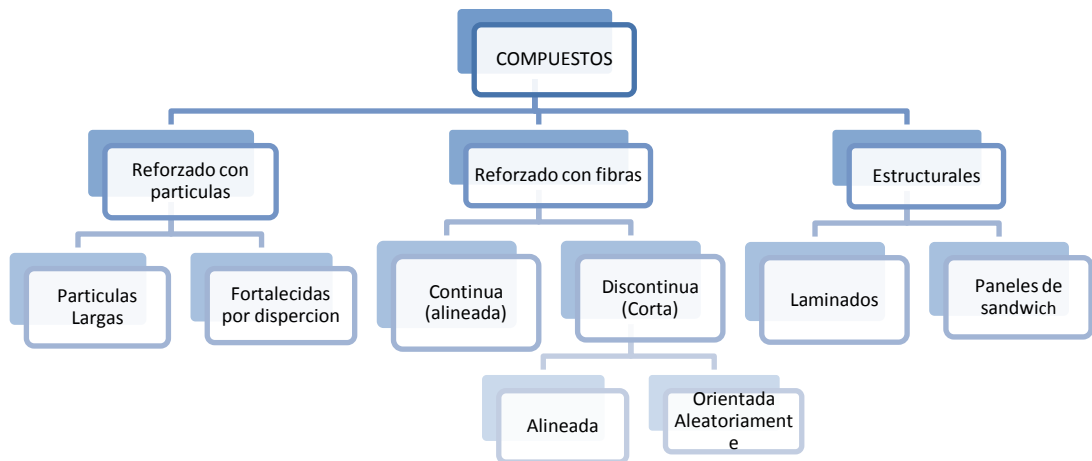 COMPUESTOS
Reforzado con
particulas
Reforzado con fibras
Estructurales
Particulas
Largas
Fortalecidas
por dispercion
Continua
(alineada)
Discontinua
(Corta)
Laminados
Paneles de
sandwich
Alineada
Orientada
Aleatoriament
e